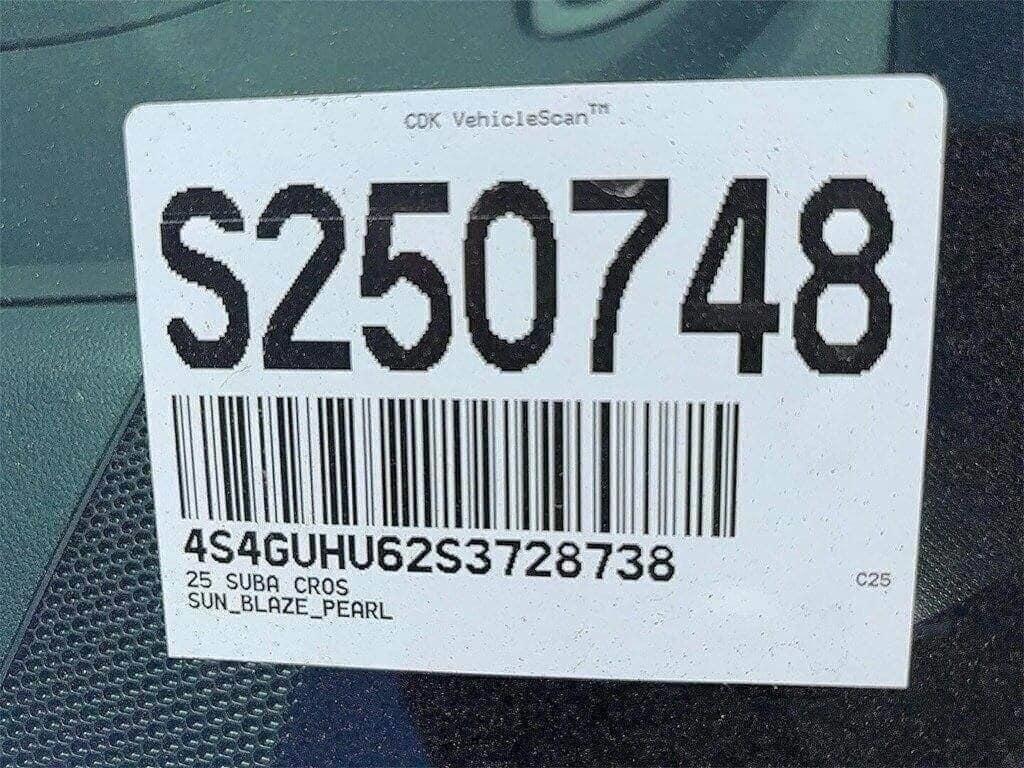 CDK VehicleScan™
S250748
4S4GUHU62S3728738
25 SUBA CROS
C25
SUN_BLAZE_PEARL